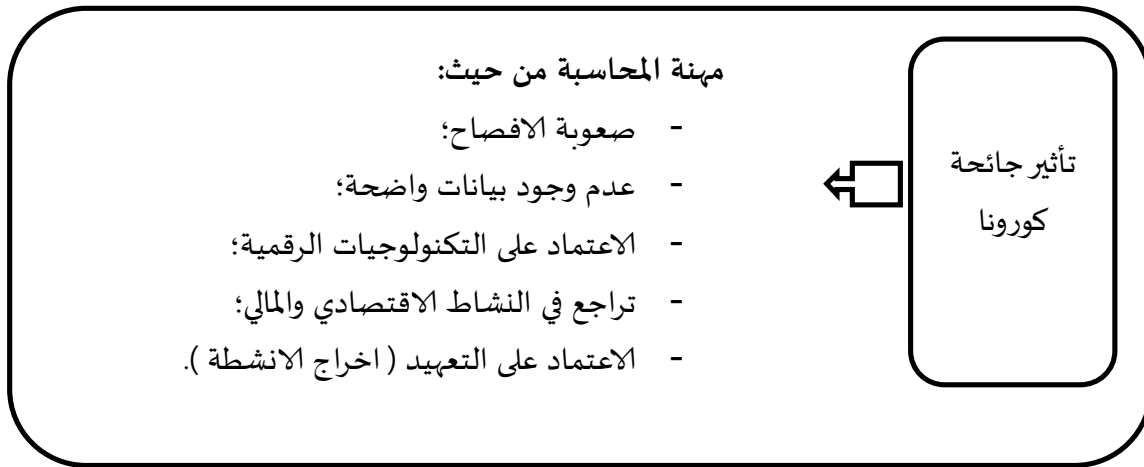 تأثير جائحة
كورونا
مهنة المحاسبة من حيث:
- صعوبة الافصاح؛
- عدم وجود بيانات واضحة؛
- الاعتماد على التكنولوجيات الرقمية؛
- تراجع في النشاط الاقتصادي والمالي؛
- الاعتماد على التعهيد ( اخراج الانشطة ).